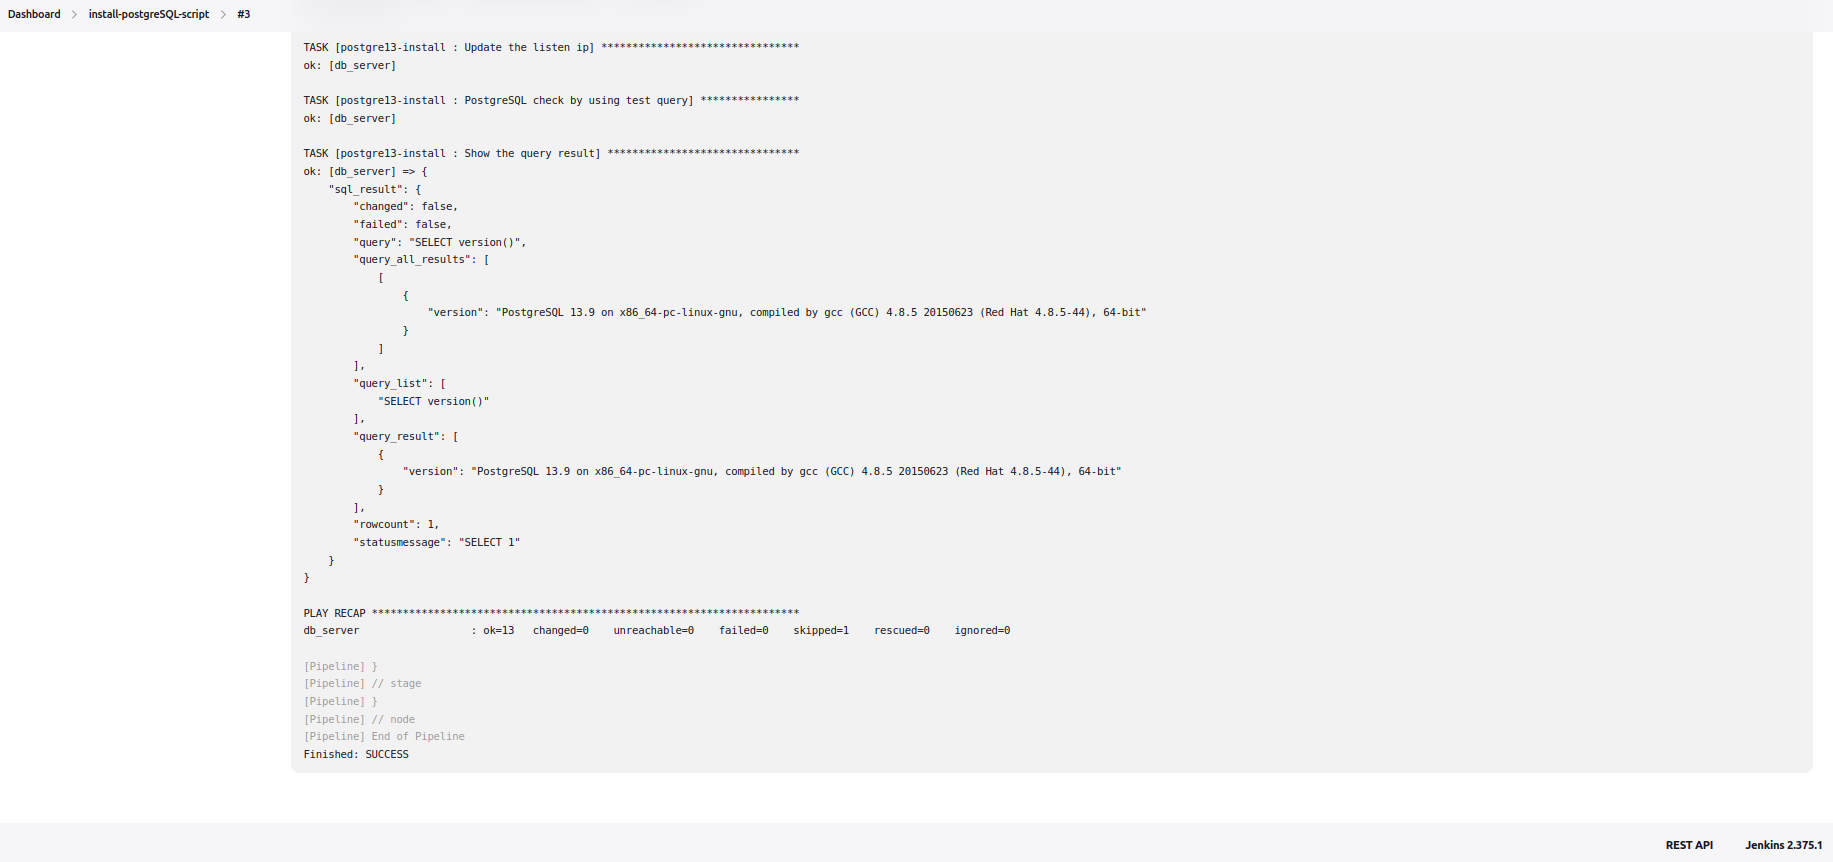 Dashboard > install-postgreSQL-script > #3
TASK [postgre13-install : Update the listen ip] ********************************
ok: [db_server]
TASK [postgre13-install : PostgreSQL check by using test query] ****************
ok: [db_server]
TASK [postgre13-install : Show the query result] *******************************
ok: [db_server] => {
    "sql_result": {
        "changed": false,
        "failed": false,
        "query": "SELECT version()",
        "query_all_results": [
            [
                {
                    "version": "PostgreSQL 13.9 on x86_64-pc-linux-gnu, compiled by gcc (GCC) 4.8.5 20150623 (Red Hat 4.8.5-44), 64-bit"
                }
            ]
        ],
        "query_list": [
            "SELECT version()"
        ],
        "query_result": [
            {
                "version": "PostgreSQL 13.9 on x86_64-pc-linux-gnu, compiled by gcc (GCC) 4.8.5 20150623 (Red Hat 4.8.5-44), 64-bit"
            }
        ],
        "rowcount": 1,
        "statusmessage": "SELECT 1"
    }
}
PLAY RECAP *********************************************************************
db_server                  : ok=13   changed=0    unreachable=0    failed=0    skipped=1    rescued=0    ignored=0
[Pipeline] }
[Pipeline] // stage
[Pipeline] }
[Pipeline] // node
[Pipeline] End of Pipeline
Finished: SUCCESS
REST API Jenkins 2.375.1